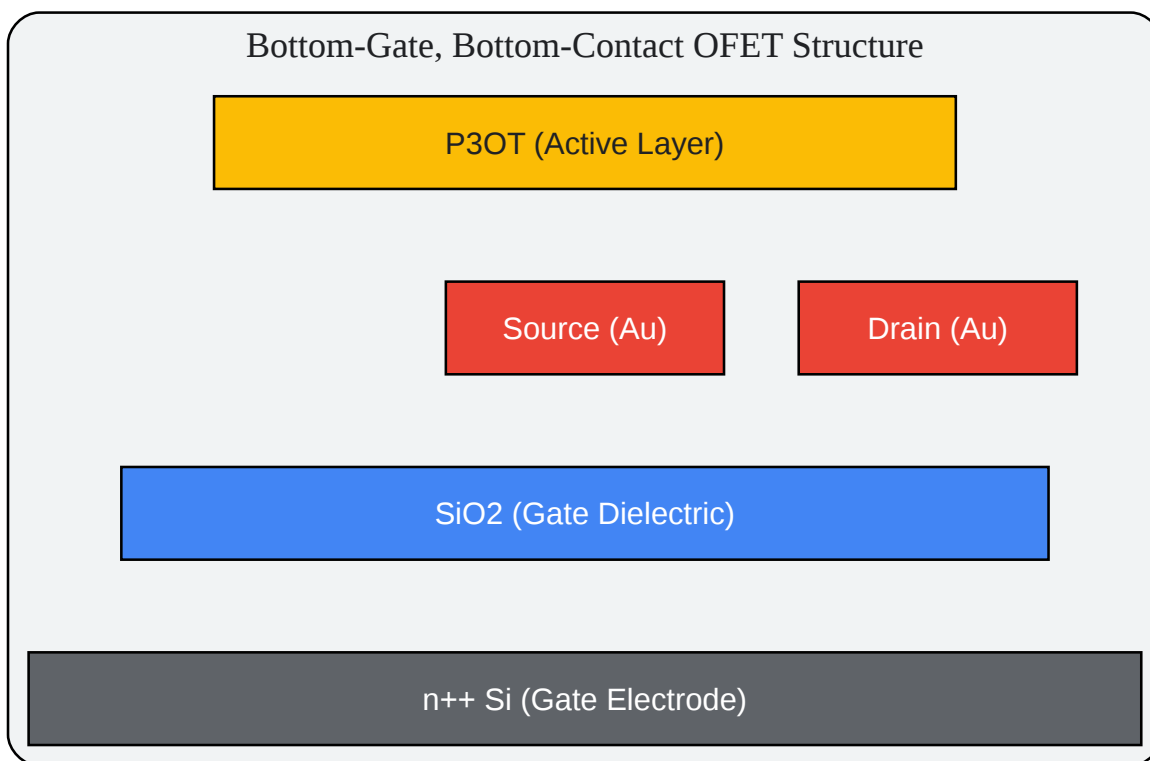 Bottom-Gate, Bottom-Contact OFET Structure
P3OT (Active Layer)
Source (Au)
Drain (Au)
SiO2 (Gate Dielectric)
n++ Si (Gate Electrode)